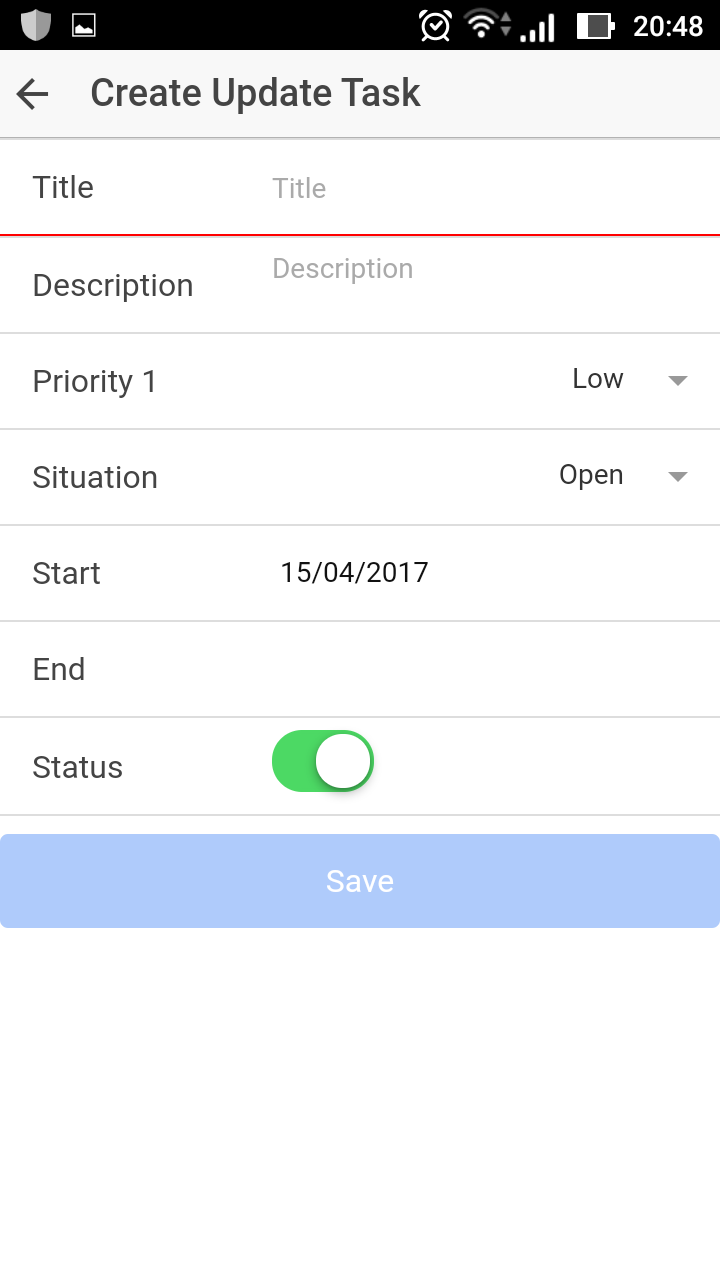 20:48
Create Update Task
Title Title
Description Description
Priority 1 Low
Situation Open
Start 15/04/2017
End
Status
Save